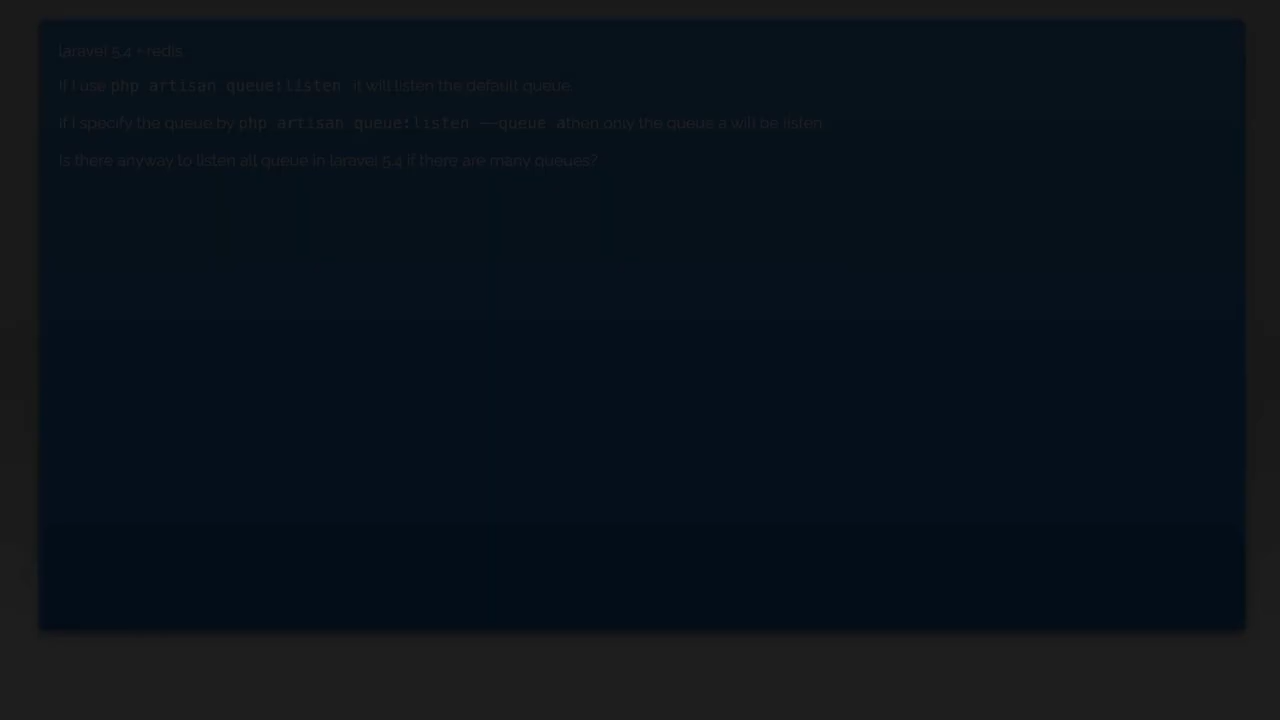 laravel 5.4 + redis
If I use php artisan queue:listen it will listen the default queue.
if i specify the queue by php artisan queue:listen --queue athen only the queue a will be listen.
Is there anyway to listen all queue in laravel 5.4 if there are many queues?